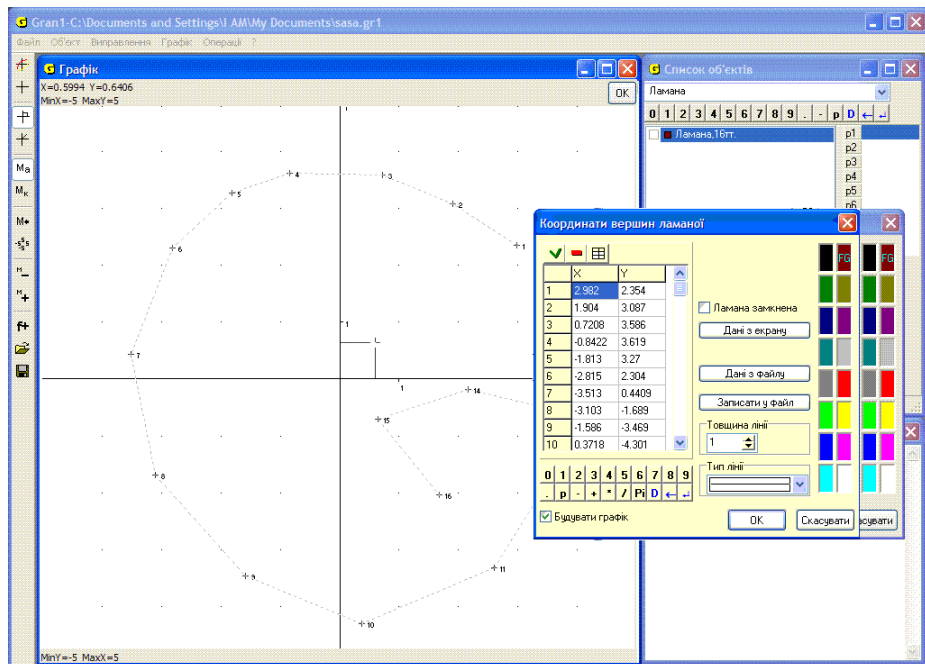 Gran1-C:\Documents and Settings\I AM\My Documents\sasa.gr1
Файл Об'єкт Виправлення Графік Операції ?
Графік
X=0.5994 Y=0.6406
MinX=-5 MaxY=5
OK
Список об'єктів
Ламана
0 1 2 3 4 5 6 7 8 9 . - p D
Ламана,16тт.
p1
p2
p3
p4
p5
p6
Координати вершин ламаної
X Y
1 2.982 2.354
2 1.904 3.087
3 0.7208 3.586
4 -0.8422 3.619
5 -1.813 3.27
6 -2.815 2.304
7 -3.513 0.4409
8 -3.103 -1.689
9 -1.586 -3.469
10 0.3718 -4.301
0 1 2 3 4 5 6 7 8 9
. p - + * / Pi D
Будувати графік
Ламана замкнена
Дані з екрану
Дані з файлу
Записати у файл
Товщина лінії
1
Тип лінії
OK
Скасувати
асувати
FG FG
Ma
Mк
M
M
M+
f+
1
4
3
5
2
6
1
7
1
1
14
15
8
16
9
11
10
MinY=-5 MaxX=5